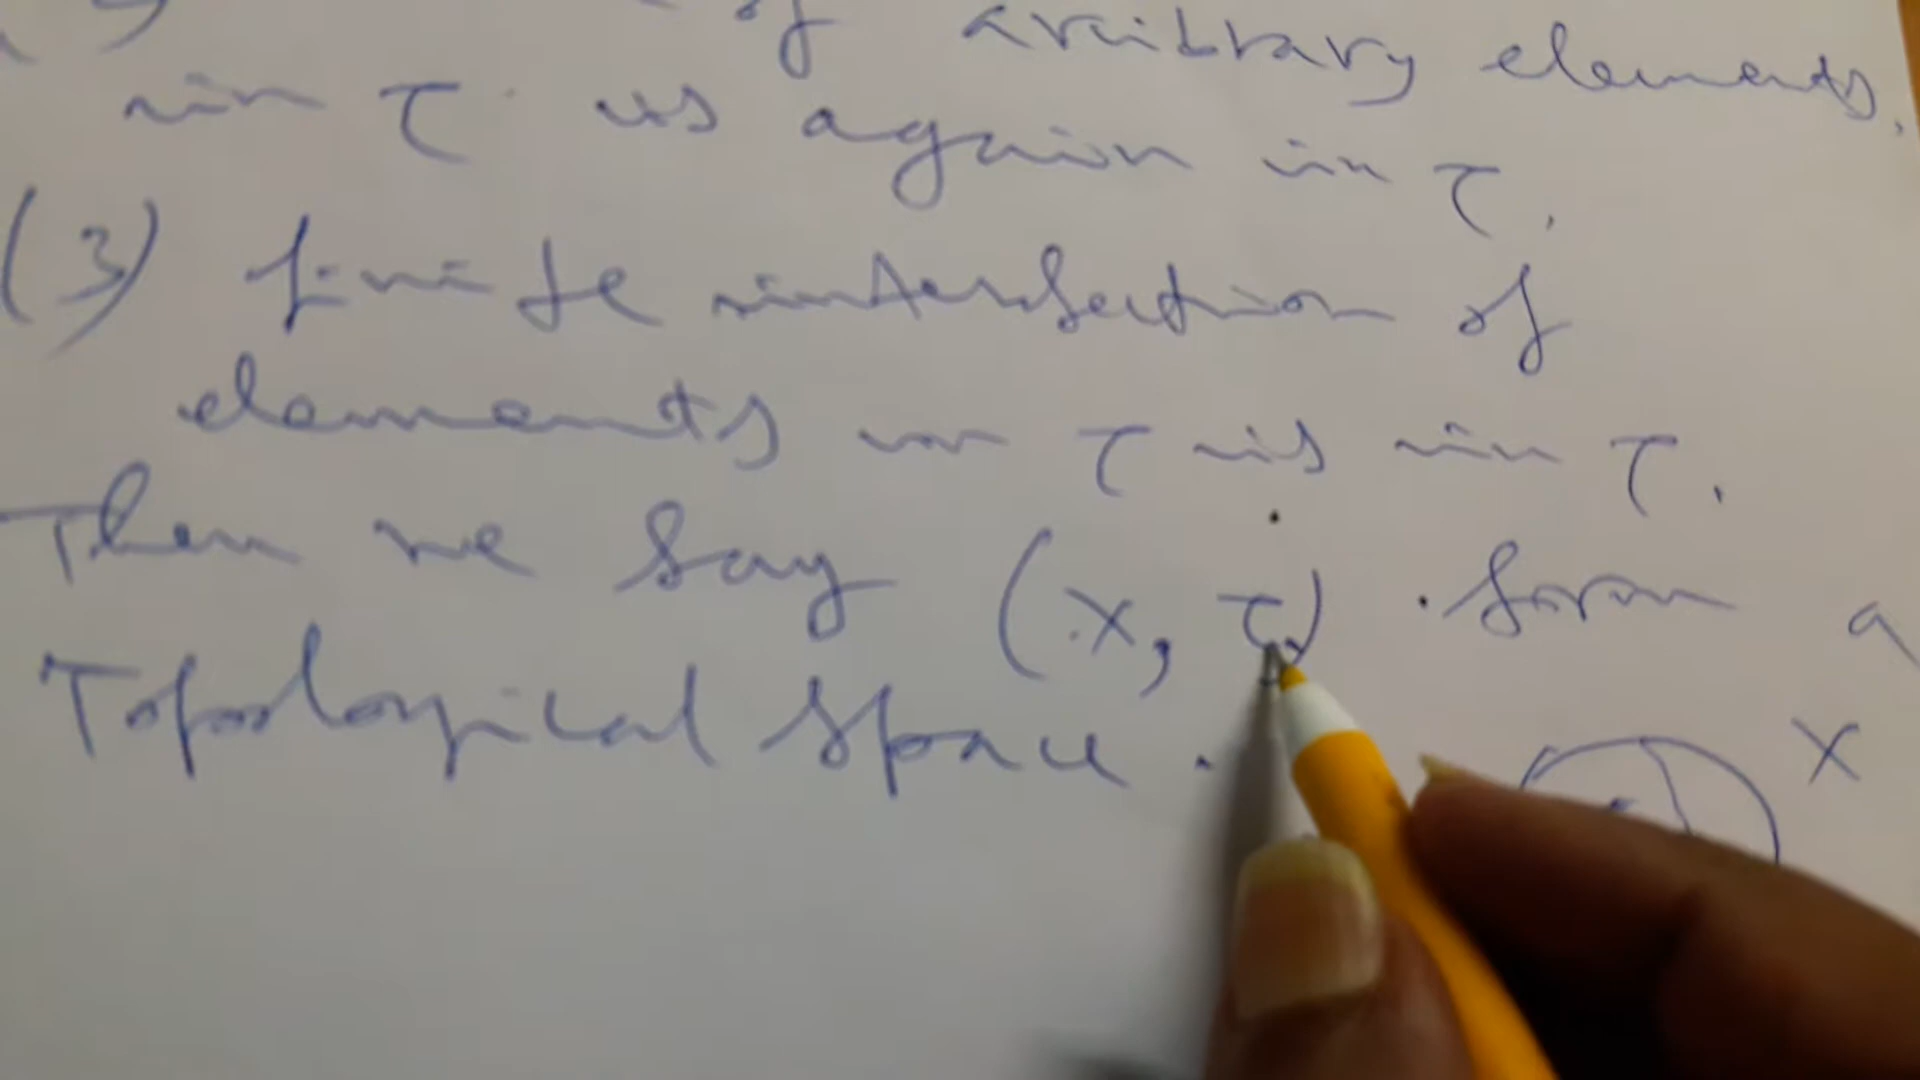 of arbitrary elements.
in τ is again in τ.
(3) finite intersection of
elements in τ is in τ.
Then we say (X, τ) form a
Topological space.
X